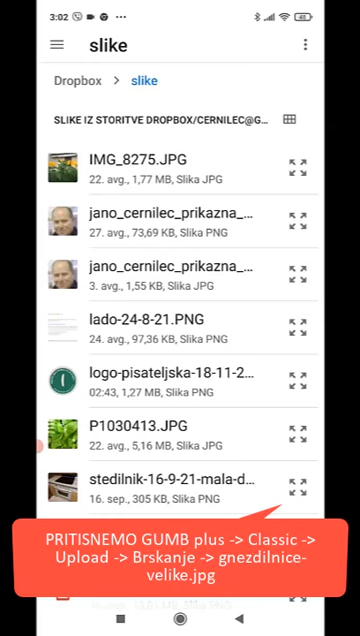 3:02
48
slike
Dropbox > slike
SLIKE IZ STORITVE DROPBOX/CERNILEC@G...
IMG_8275.JPG
22. avg., 1,77 MB, Slika JPG
jano_cernilec_prikazna_...
27. avg., 73,69 KB, Slika PNG
jano_cernilec_prikazna_...
3. avg., 1,55 KB, Slika JPG
lado-24-8-21.PNG
24. avg., 97,36 KB, Slika PNG
logo-pisateljska-18-11-2...
02:43, 1,27 MB, Slika PNG
P1030413.JPG
22. avg., 5,16 MB, Slika JPG
stedilnik-16-9-21-mala-d...
16. sep., 305 KB, Slika PNG
PRITISNEMO GUMB plus -> Classic ->
Upload -> Brskanje -> gnezdilnice-
velike.jpg